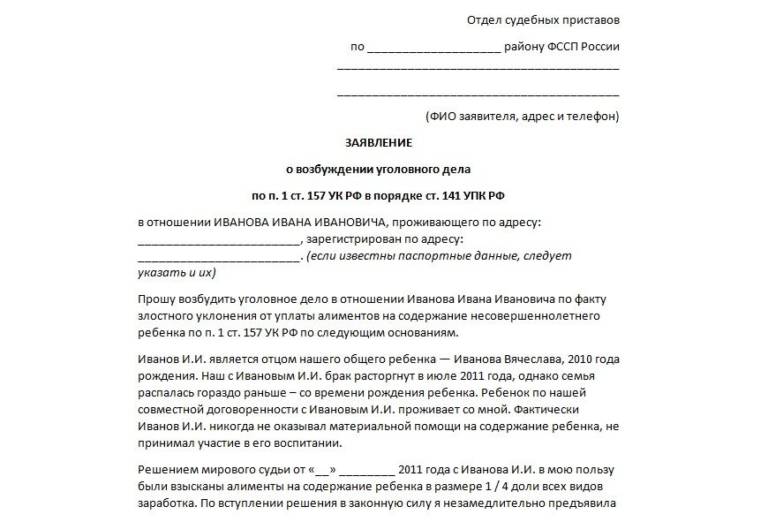 Отдел судебных приставов
по ___________________ району ФССП России
________________________________________
________________________________________
(ФИО заявителя, адрес и телефон)
ЗАЯВЛЕНИЕ
о возбуждении уголовного дела
по п. 1 ст. 157 УК РФ в порядке ст. 141 УПК РФ
в отношении ИВАНОВА ИВАНА ИВАНОВИЧА, проживающего по адресу:
_______________________, зарегистрирован по адресу:
_______________________. (если известны паспортные данные, следует
указать и их)
Прошу возбудить уголовное дело в отношении Иванова Ивана Ивановича по факту
злостного уклонения от уплаты алиментов на содержание несовершеннолетнего
ребенка по п. 1 ст. 157 УК РФ по следующим основаниям.
Иванов И.И. является отцом нашего общего ребенка — Иванова Вячеслава, 2010 года
рождения. Наш с Ивановым И.И. брак расторгнут в июле 2011 года, однако семья
распалась гораздо раньше – со времени рождения ребенка. Ребенок по нашей
совместной договоренности с Ивановым И.И. проживает со мной. Фактически
Иванов И.И. никогда не оказывал материальной помощи на содержание ребенка, не
принимал участие в его воспитании.
Решением мирового судьи от «__» ________ 2011 года с Иванова И.И. в мою пользу
были взысканы алименты на содержание ребенка в размере 1 / 4 доли всех видов
заработка. По вступлении решения в законную силу я незамедлительно предъявила